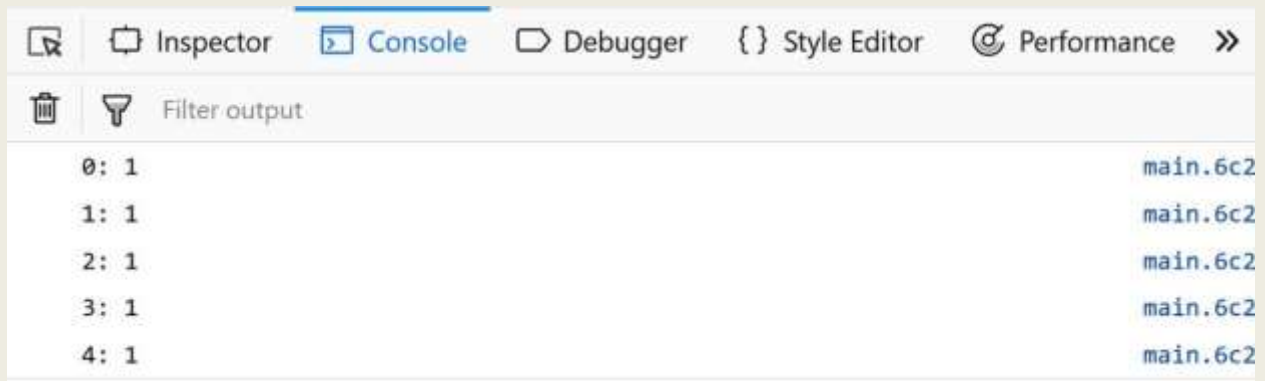 Inspector Console Debugger { } Style Editor Performance »
Filter output
0: 1 main.6c2
1: 1 main.6c2
2: 1 main.6c2
3: 1 main.6c2
4: 1 main.6c2